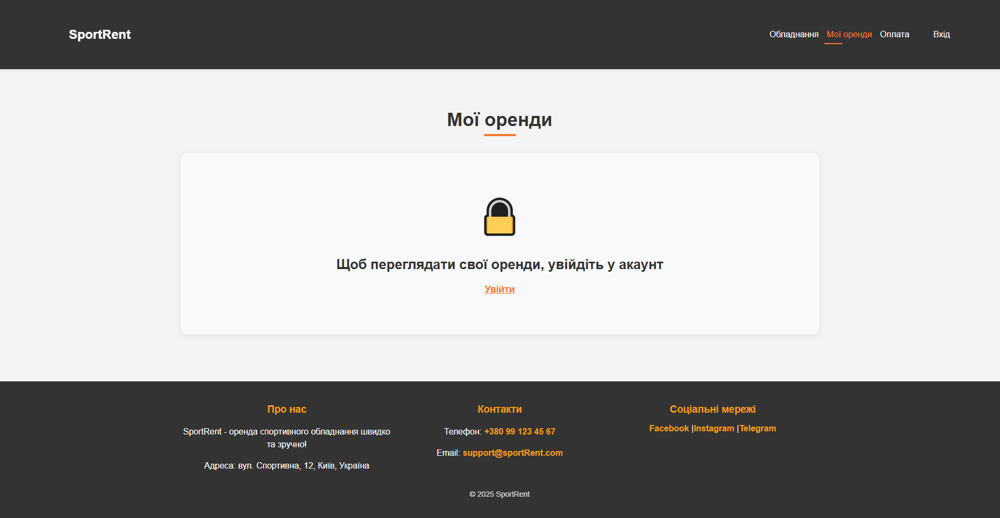 SportRent
Обладнання Мої оренди Оплата Вхід
Мої оренди
Щоб переглядати свої оренди, увійдіть у акаунт
Увійти
Про нас
SportRent - оренда спортивного обладнання швидко
та зручно!
Адреса: вул. Спортивна, 12, Київ, Україна
Контакти
Телефон: +380 99 123 45 67
Email: support@sportRent.com
Соціальні мережі
Facebook |Instagram |Telegram
© 2025 SportRent